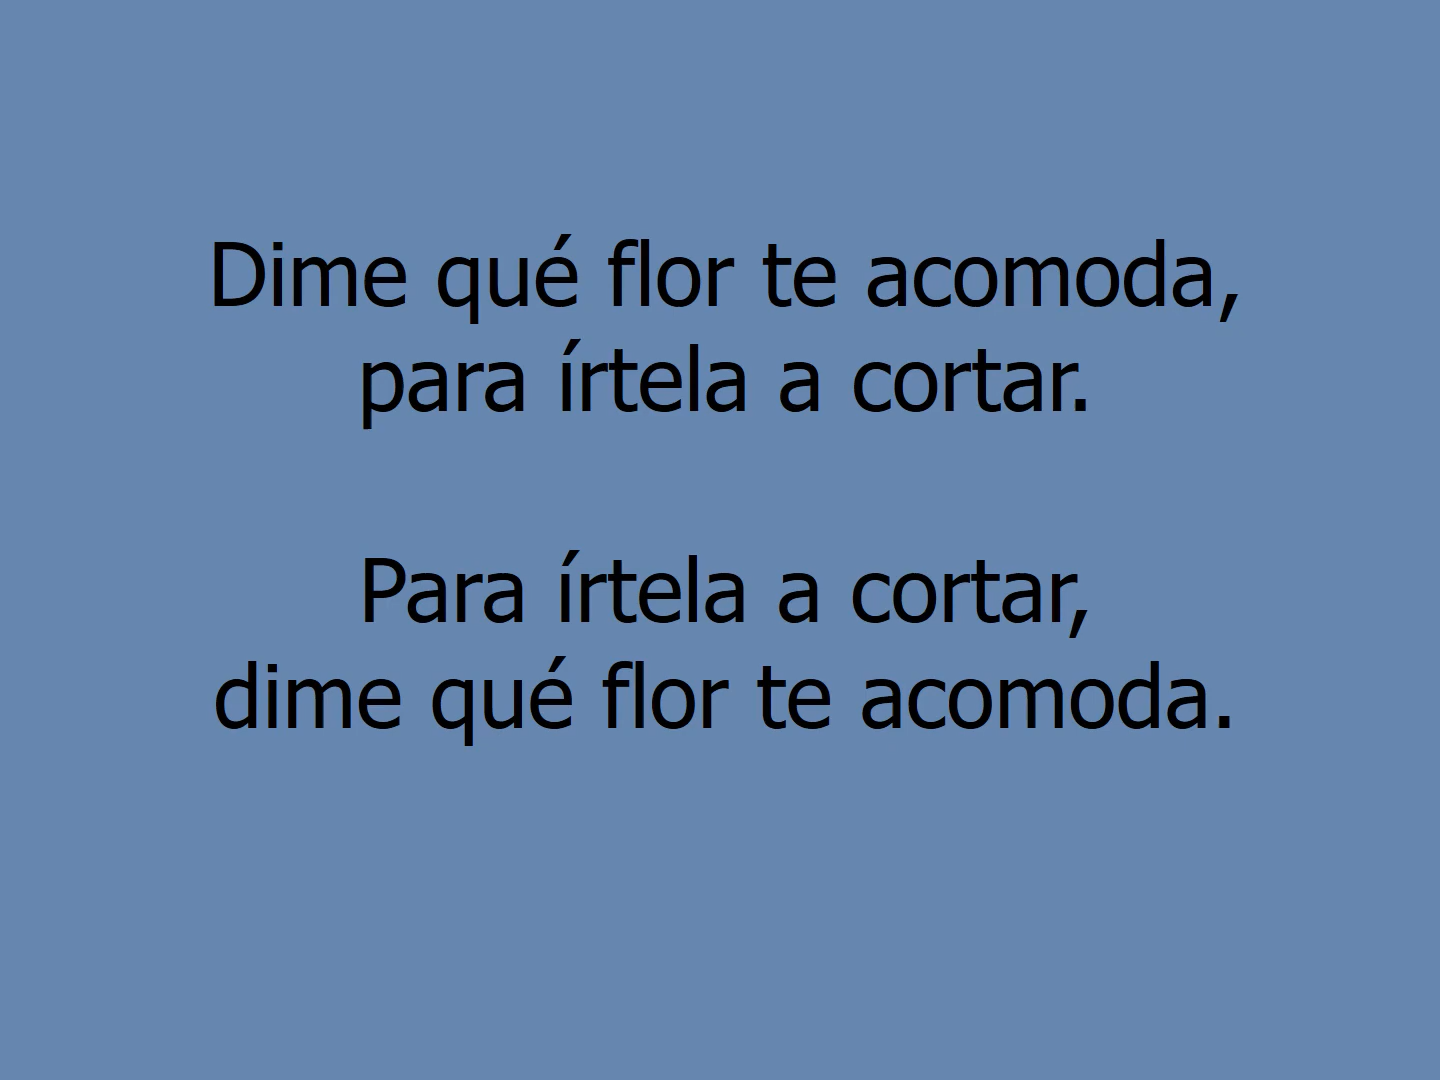 Dime qué flor te acomoda,
para írtela a cortar.
Para írtela a cortar,
dime qué flor te acomoda.